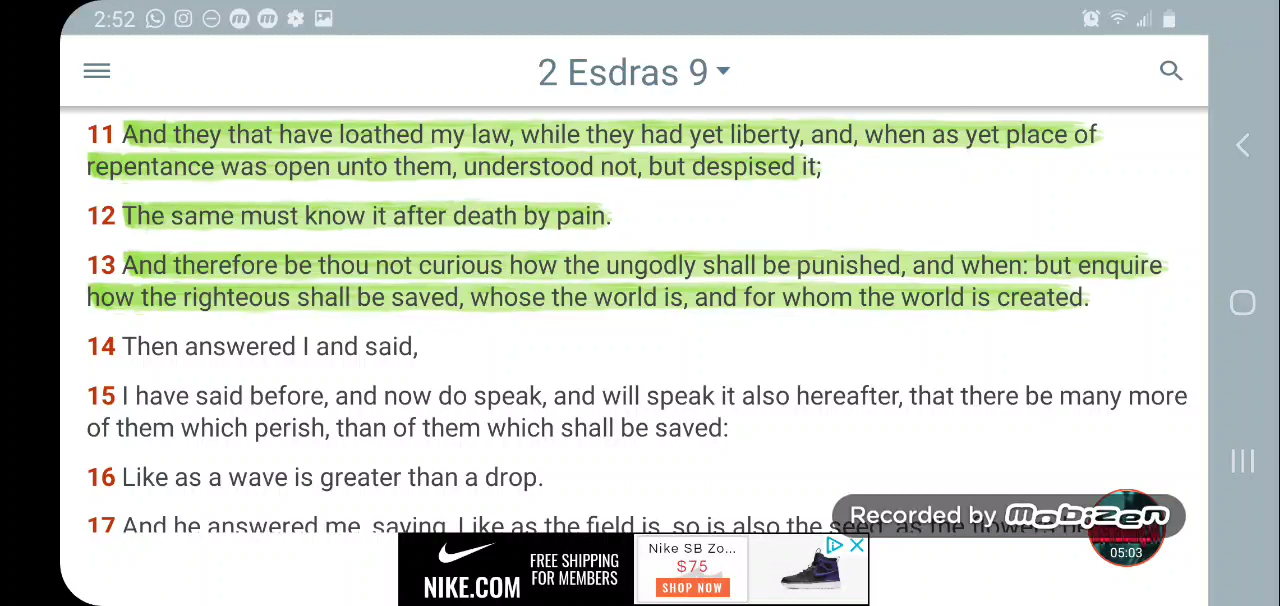 2:52
2 Esdras 9
11 And they that have loathed my law, while they had yet liberty, and, when as yet place of
repentance was open unto them, understood not, but despised it;
12 The same must know it after death by pain.
13 And therefore be thou not curious how the ungodly shall be punished, and when: but enquire
how the righteous shall be saved, whose the world is, and for whom the world is created.
14 Then answered I and said,
15 I have said before, and now do speak, and will speak it also hereafter, that there be many more
of them which perish, than of them which shall be saved:
16 Like as a wave is greater than a drop.
17 And he answered me, saying, Like as the field is, so is also the seed; as the flowers
Recorded by mobizen
05:03
NIKE.COM
FREE SHIPPING
FOR MEMBERS
Nike SB Zo...
$75
SHOP NOW